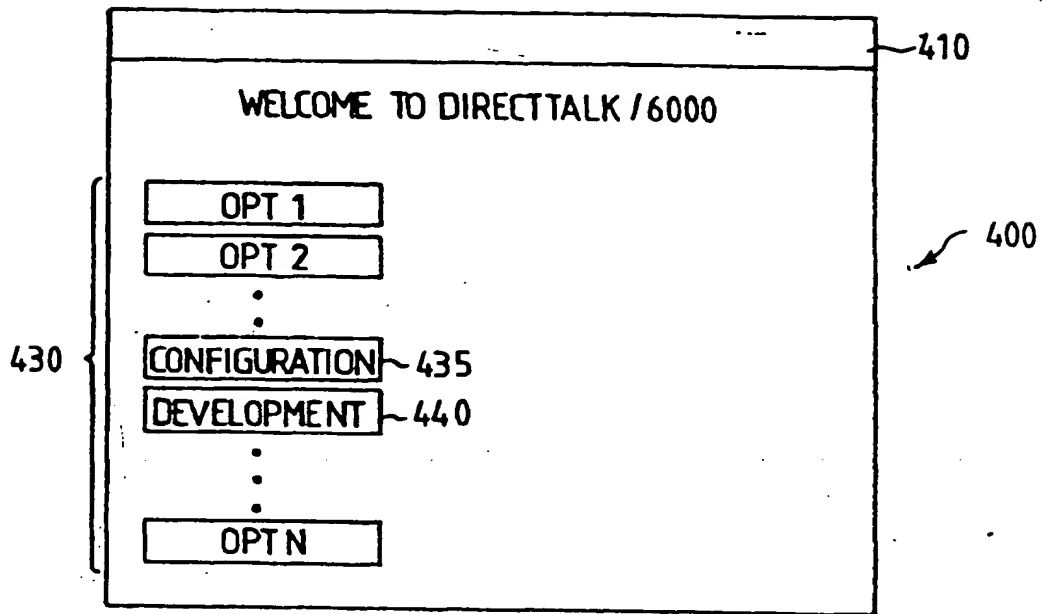 410
WELCOME TO DIRECTTALK / 6000
OPT 1
OPT 2
400
430
CONFIGURATION
435
DEVELOPMENT
440
OPT N